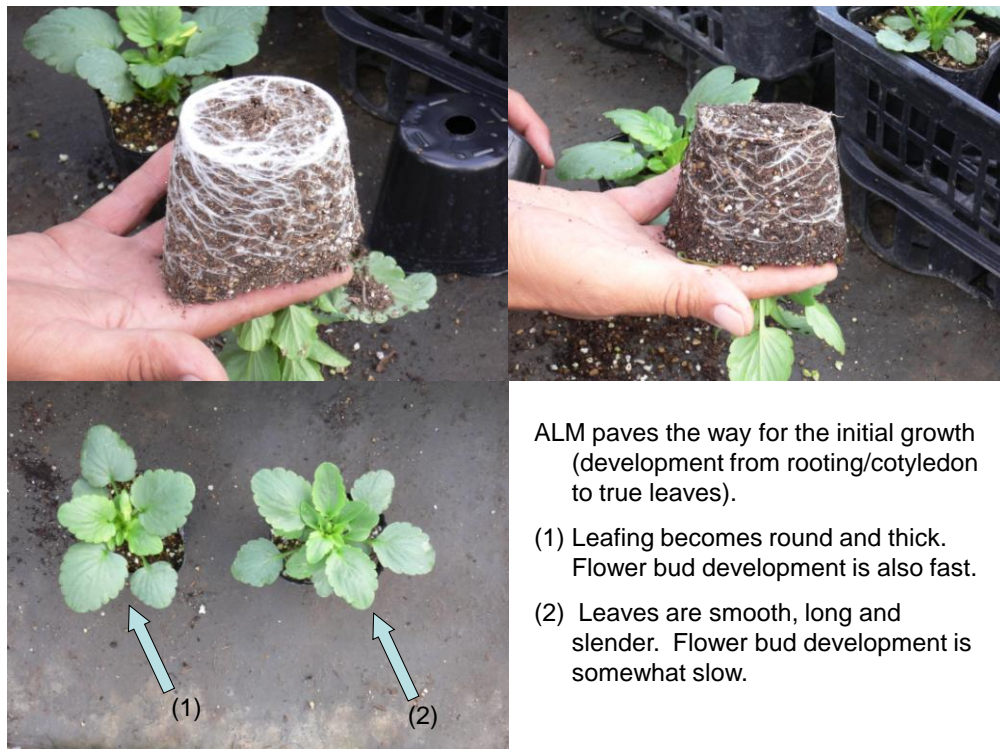 ALM paves the way for the initial growth
(development from rooting/cotyledon
to true leaves).
(1) Leafing becomes round and thick.
Flower bud development is also fast.
(2) Leaves are smooth, long and
slender. Flower bud development is
somewhat slow.
(1)
(2)